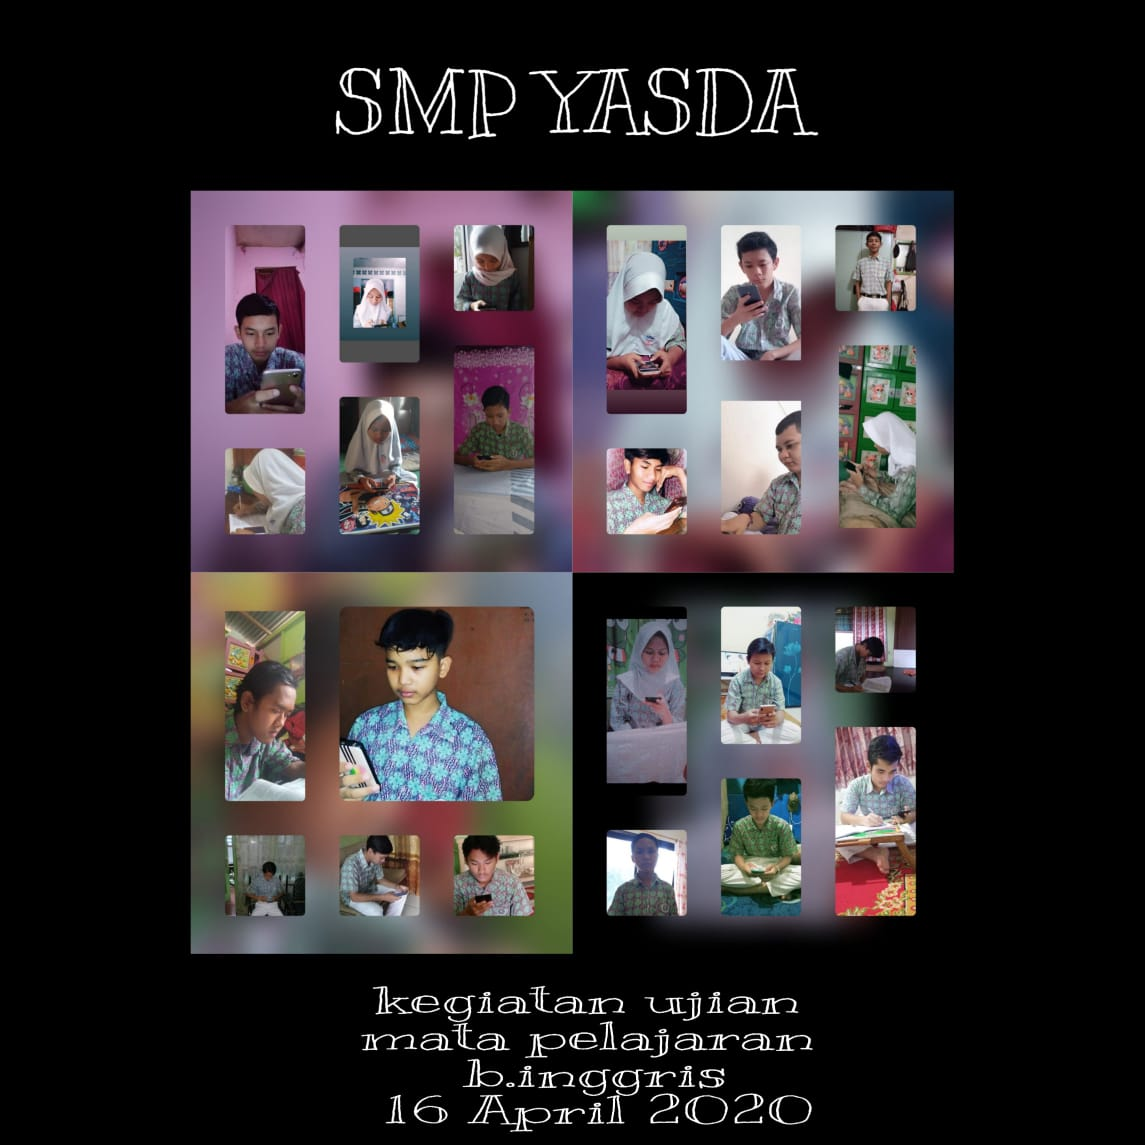 SMP YASDA
kegiatan ujian
mata pelajaran
b.inggris
16 April 2020